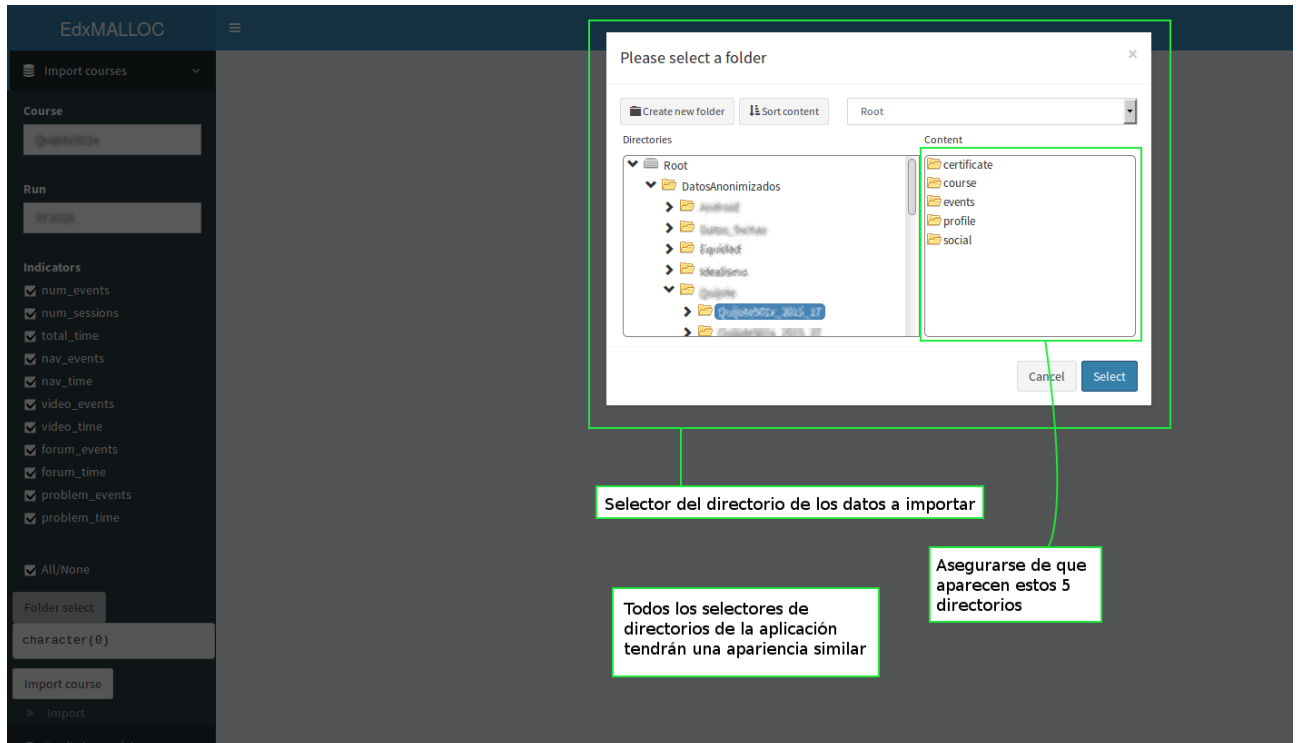 EdxMALLOC
Import courses
Course
Run
Indicators
num_events
num_sessions
total_time
nav_events
nav_time
video_events
video_time
forum_events
forum_time
problem_events
problem_time
All/None
Folder select
character(0)
Import course
Import
Please select a folder
×
Create new folder
Sort content
Root
Directories
Content
Root
DatosAnonimizados
certificate
course
events
profile
social
Cancel
Select
Selector del directorio de los datos a importar
Asegurarse de que
aparecen estos 5
directorios
Todos los selectores de
directorios de la aplicación
tendrán una apariencia similar